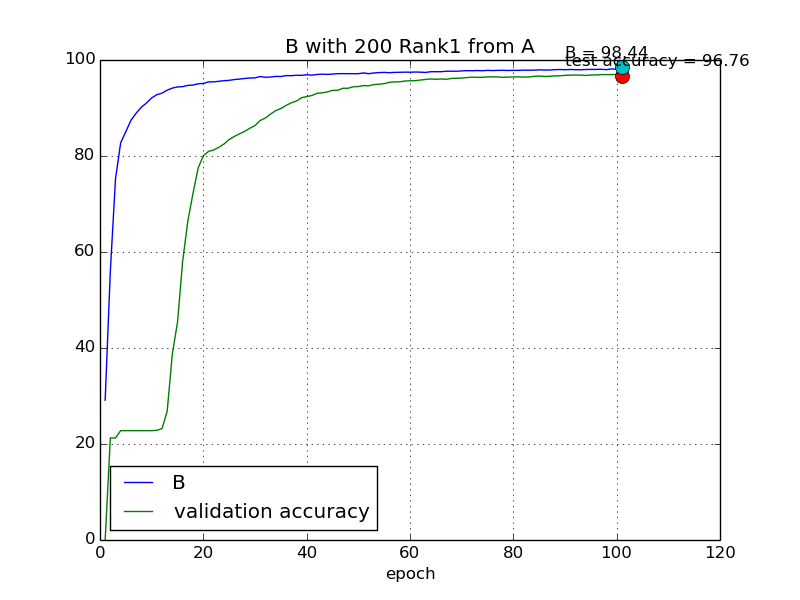 B with 200 Rank1 from A
B = 98.44
test accuracy = 96.76
100
80
60
40
20
0
B
validation accuracy
0 20 40 60 80 100 120
epoch